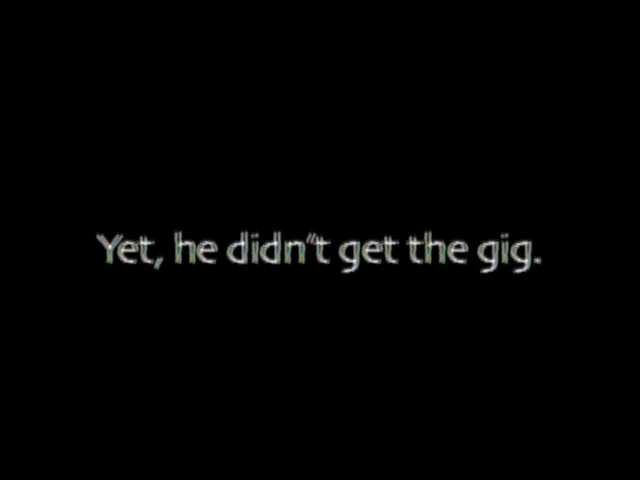 Yet, he didn"t get the gig.